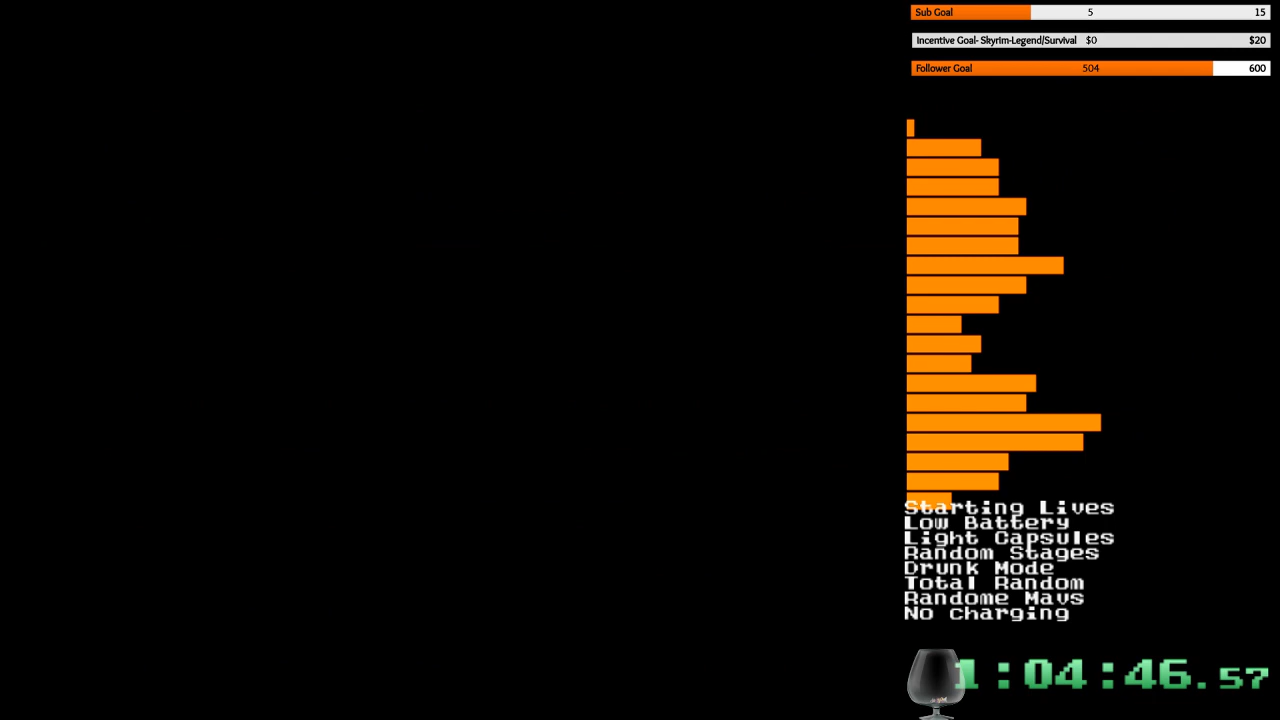 Sub Goal 5 15
Incentive Goal- Skyrim-Legend/Survival $0 $20
Follower Goal 504 600
Starting Lives
Low Battery
Light Capsules
Random Stages
Drunk Mode
Total Random
Randome Mavs
No charging
1:04:46.57